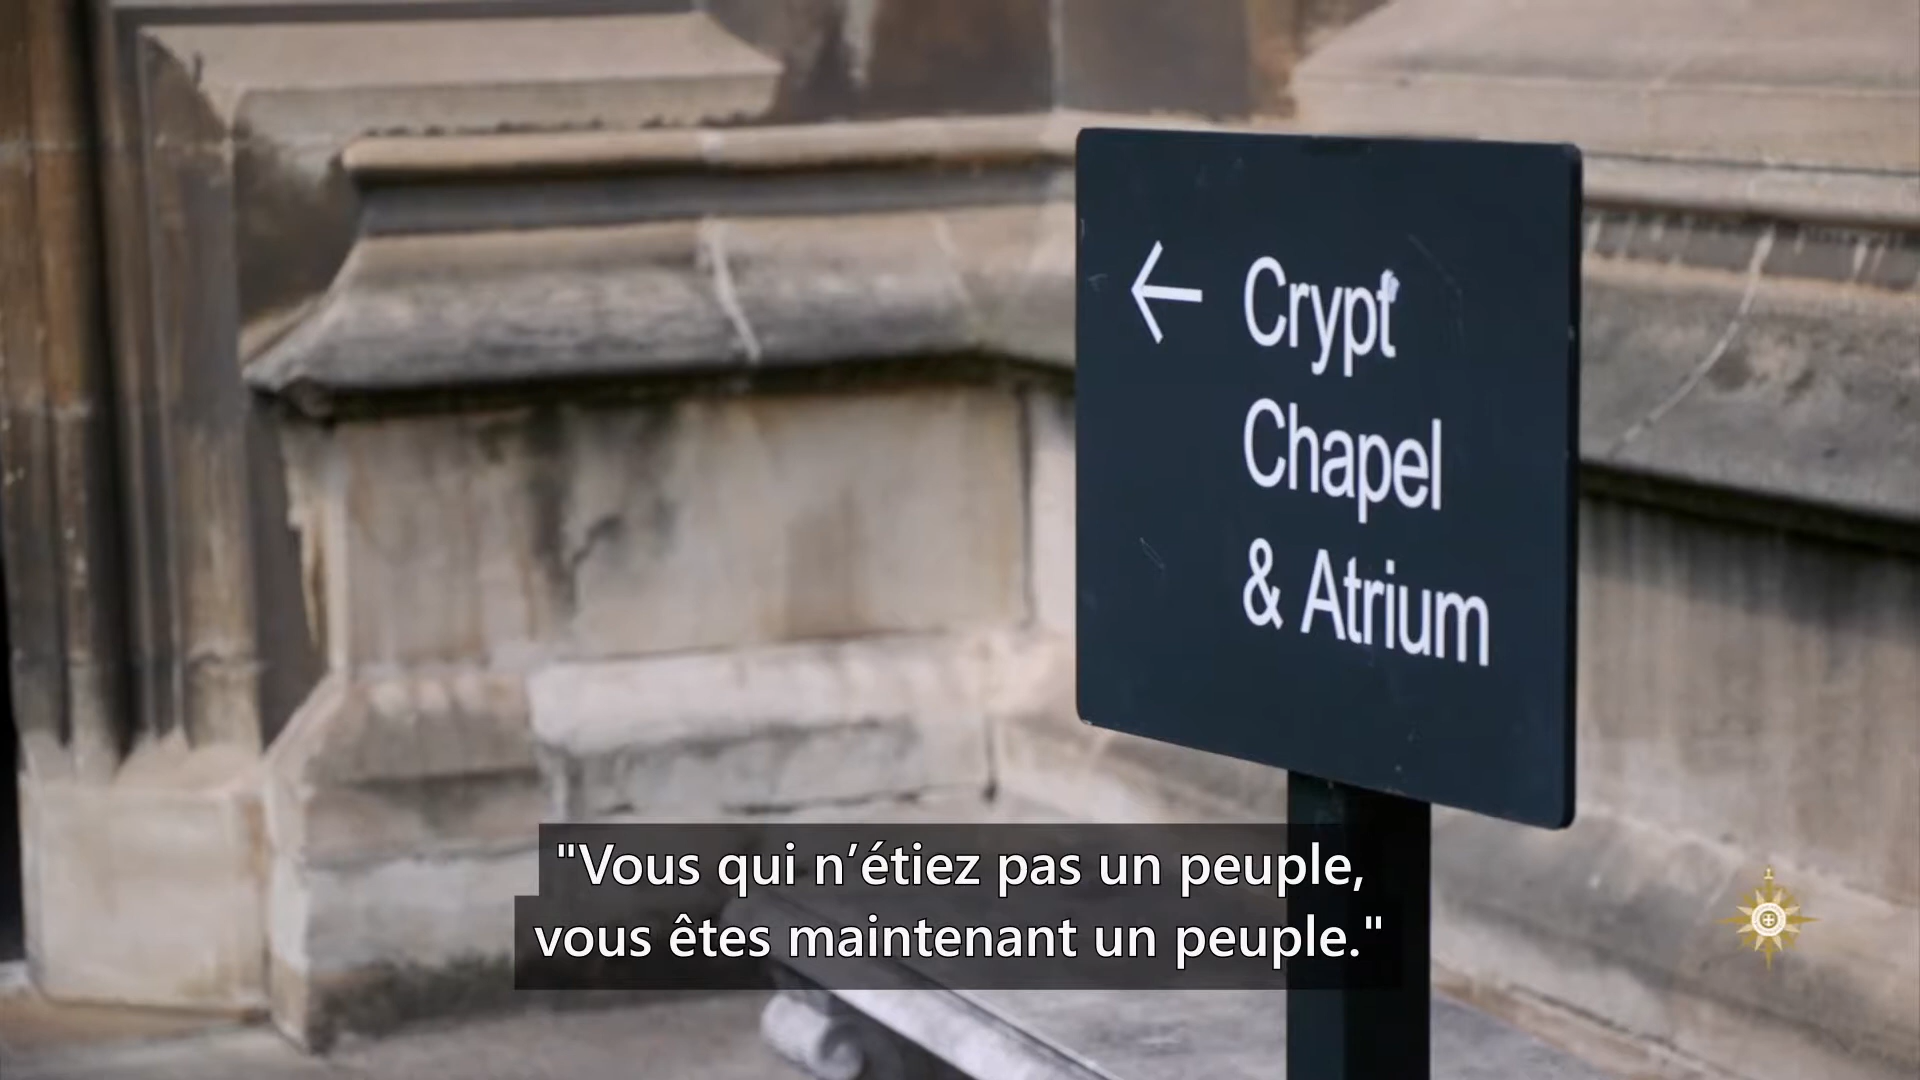 ← Crypt
Chapel
& Atrium
"Vous qui n’étiez pas un peuple,
vous êtes maintenant un peuple."